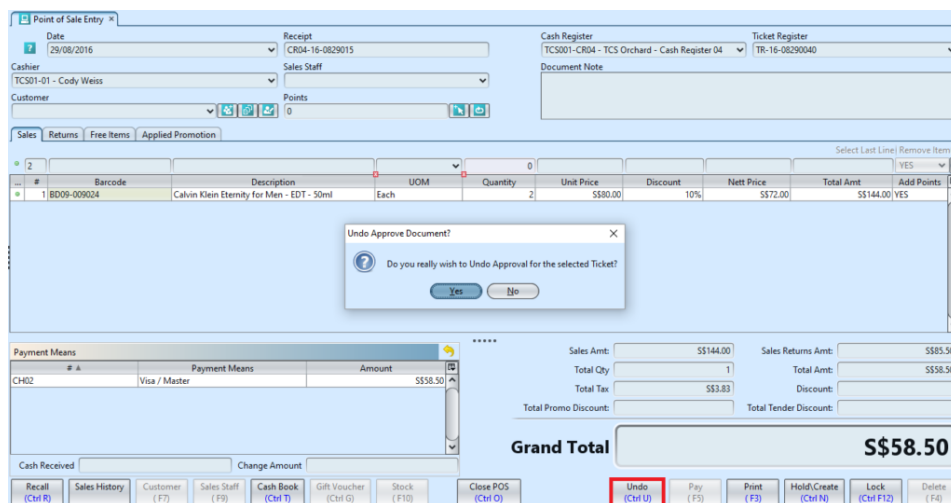 Point of Sale Entry
Date Receipt Cash Register Ticket Register
29/08/2016 CR04-16-0829015 TCS001-CR04 - TCS Orchard - Cash Register 04 TR-16-08290040
Cashier Sales Staff Document Note
TCS01-01 - Cody Weiss
Customer Points
0
Sales Returns Free Items Applied Promotion
Select Last Line| Remove Item
2 0 YES
... # Barcode Description UOM Quantity Unit Price Discount Nett Price Total Amt Add Points
1 BD09-009024 Calvin Klein Eternity for Men - EDT - 50ml Each 2 S$80.00 10% S$72.00 S$144.00 YES
Undo Approve Document?
Do you really wish to Undo Approval for the selected Ticket?
Yes No
Payment Means
# Payment Means Amount
CH02 Visa / Master S$58.50
Sales Amt: S$144.00 Sales Returns Amt: S$85.50
Total Qty 1 Total Amt: S$58.50
Total Tax S$3.83 Discount:
Total Promo Discount: Total Tender Discount:
Grand Total S$58.50
Cash Received Change Amount
Recall Sales History Customer Sales Staff Cash Book Gift Voucher Stock Close POS Undo Pay Print Hold\Create Lock Delete
(Ctrl R) (F7) (F9) (Ctrl T) (Ctrl G) (F10) (Ctrl O) (Ctrl U) (F5) (F3) (Ctrl N) (Ctrl F12) (F4)